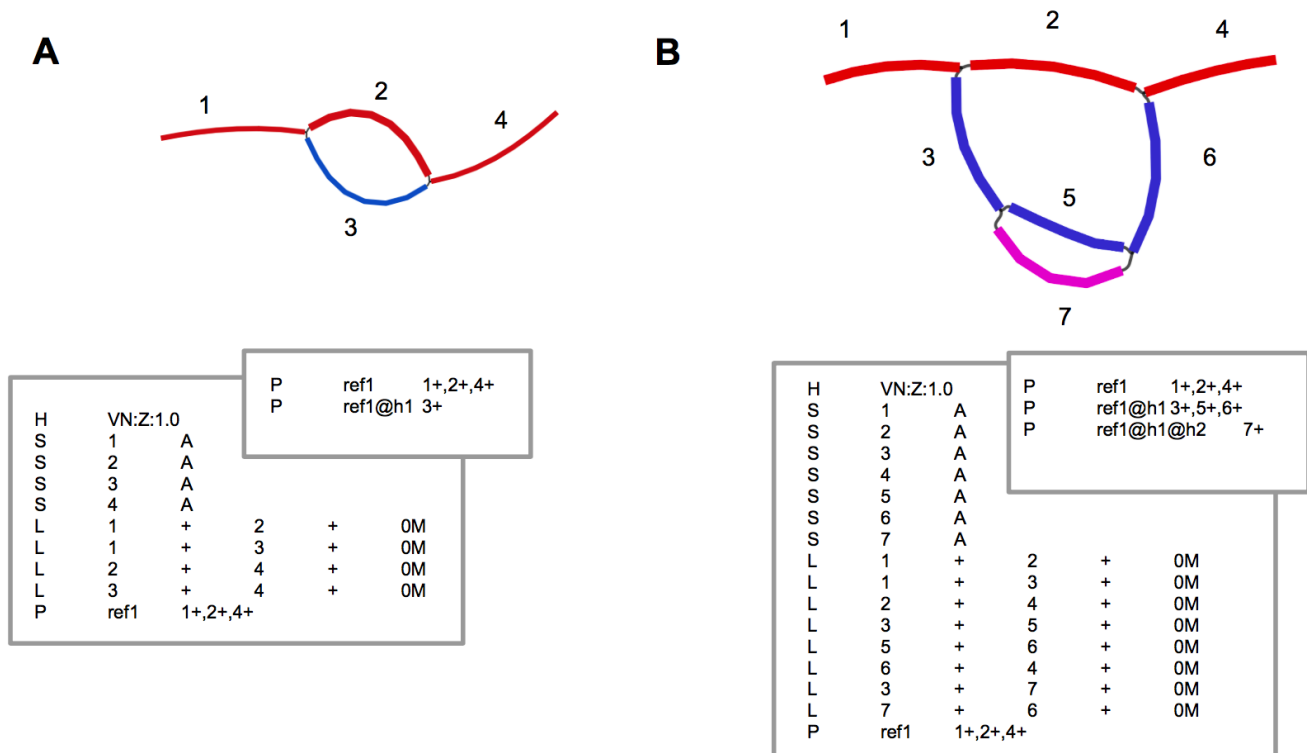 A
1
2
4
3
P ref1 1+,2+,4+
P ref1@h1 3+
H VN:Z:1.0
S 1 A
S 2 A
S 3 A
S 4 A
L 1 + 2 + 0M
L 1 + 3 + 0M
L 2 + 4 + 0M
L 3 + 4 + 0M
P ref1 1+,2+,4+
B
1
2
4
3
6
5
7
P ref1 1+,2+,4+
P ref1@h1 3+,5+,6+
P ref1@h1@h2 7+
H VN:Z:1.0
S 1 A
S 2 A
S 3 A
S 4 A
S 5 A
S 6 A
S 7 A
L 1 + 2 + 0M
L 1 + 3 + 0M
L 2 + 4 + 0M
L 3 + 5 + 0M
L 5 + 6 + 0M
L 6 + 4 + 0M
L 3 + 7 + 0M
L 7 + 6 + 0M
P ref1 1+,2+,4+